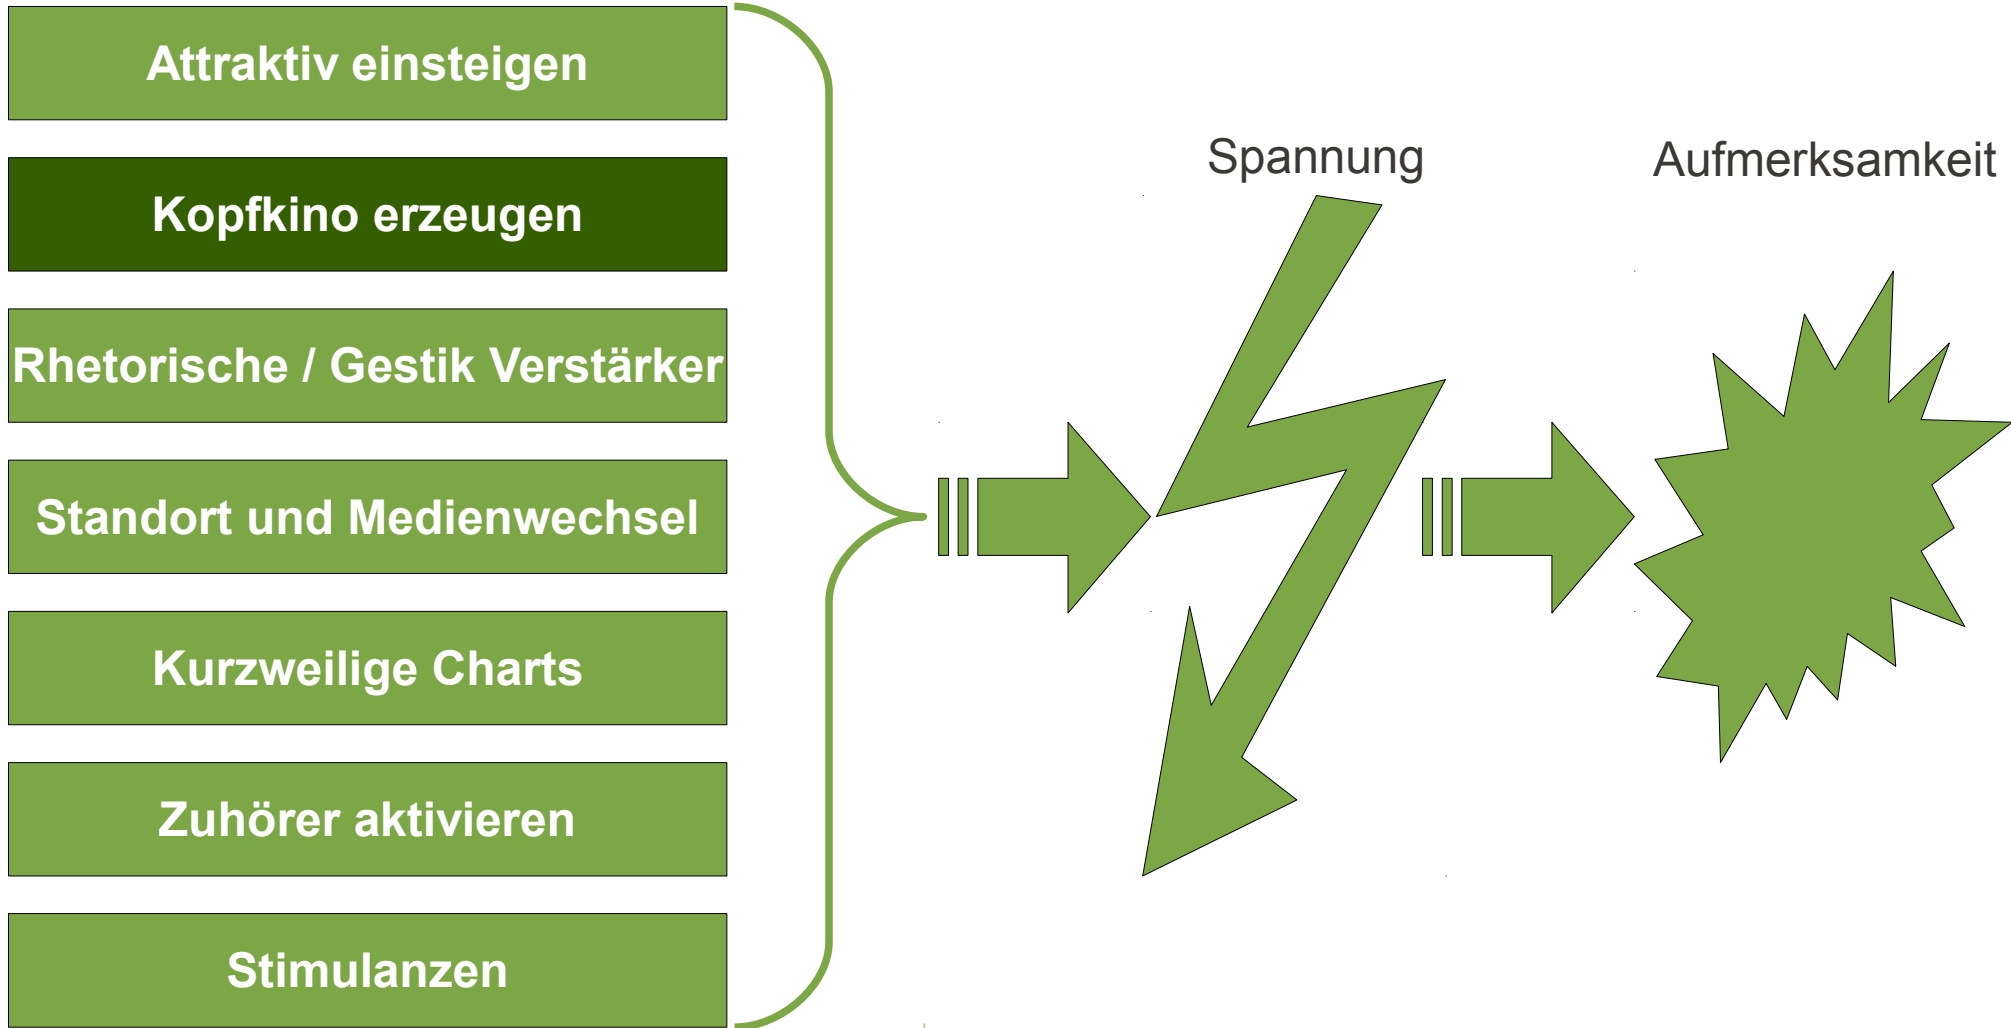 Attraktiv einsteigen
Kopfkino erzeugen
Rhetorische / Gestik Verstärker
Standort und Medienwechsel
Kurzweilige Charts
Zuhörer aktivieren
Stimulanzen
Spannung
Aufmerksamkeit